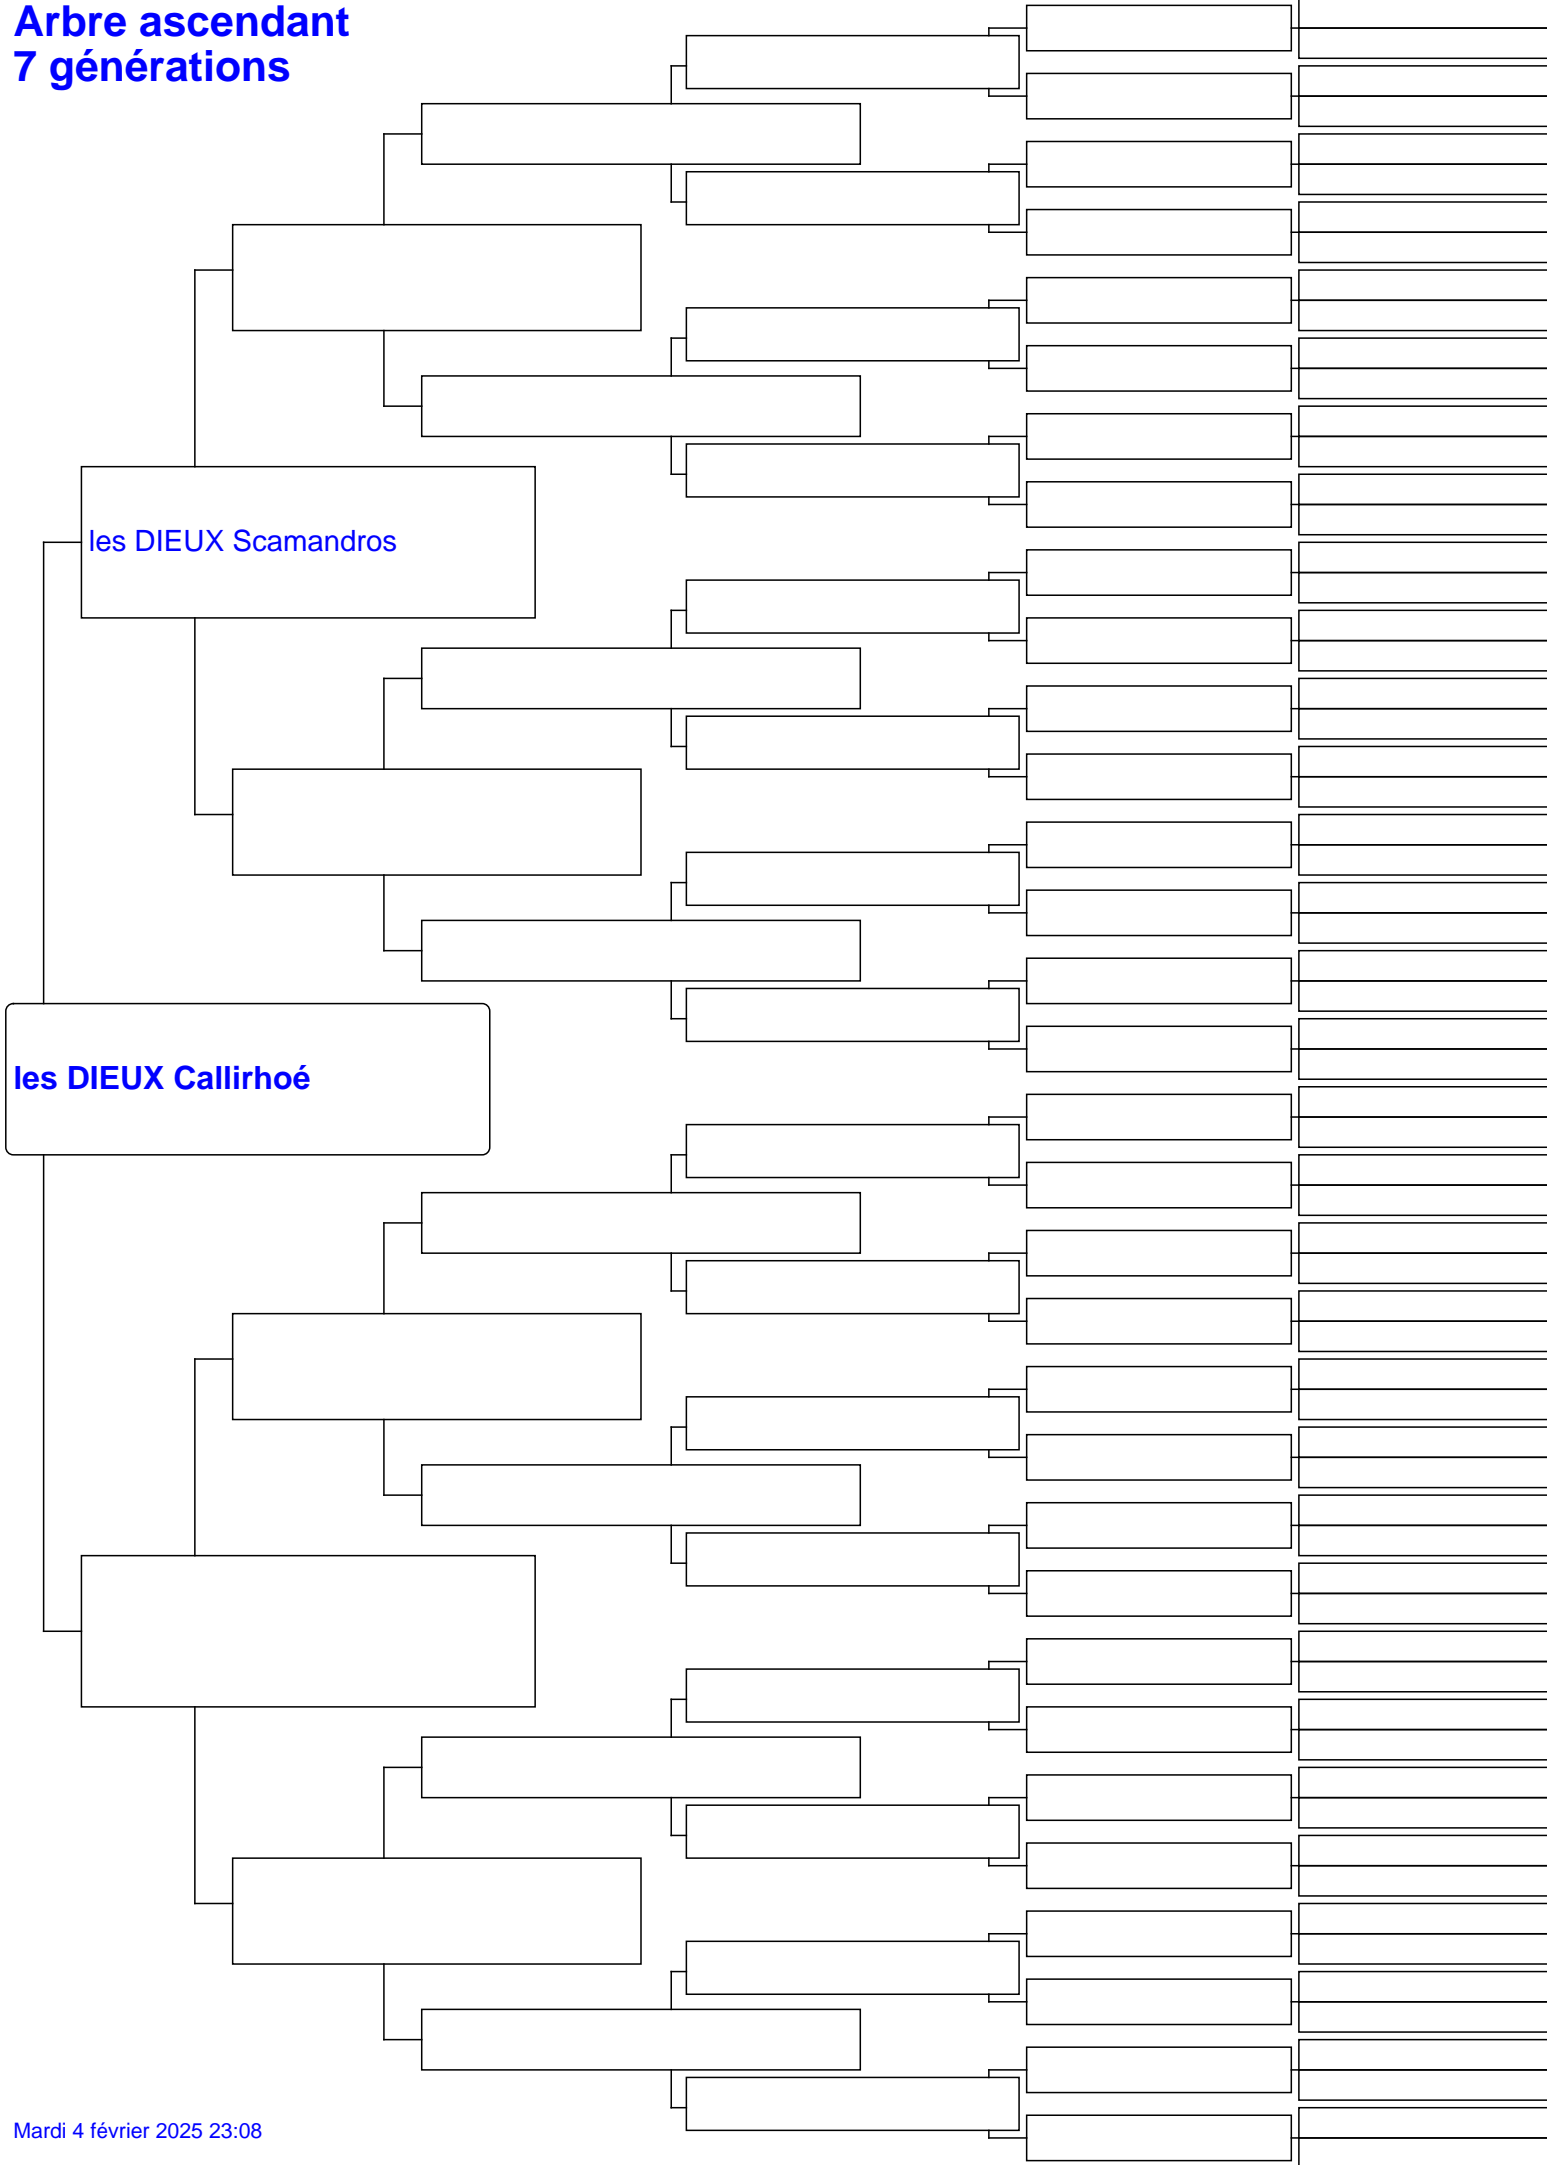 Arbre ascendant
7 générations
les DIEUX Scamandros
les DIEUX Callirhoé
Mardi 4 février 2025 23:08